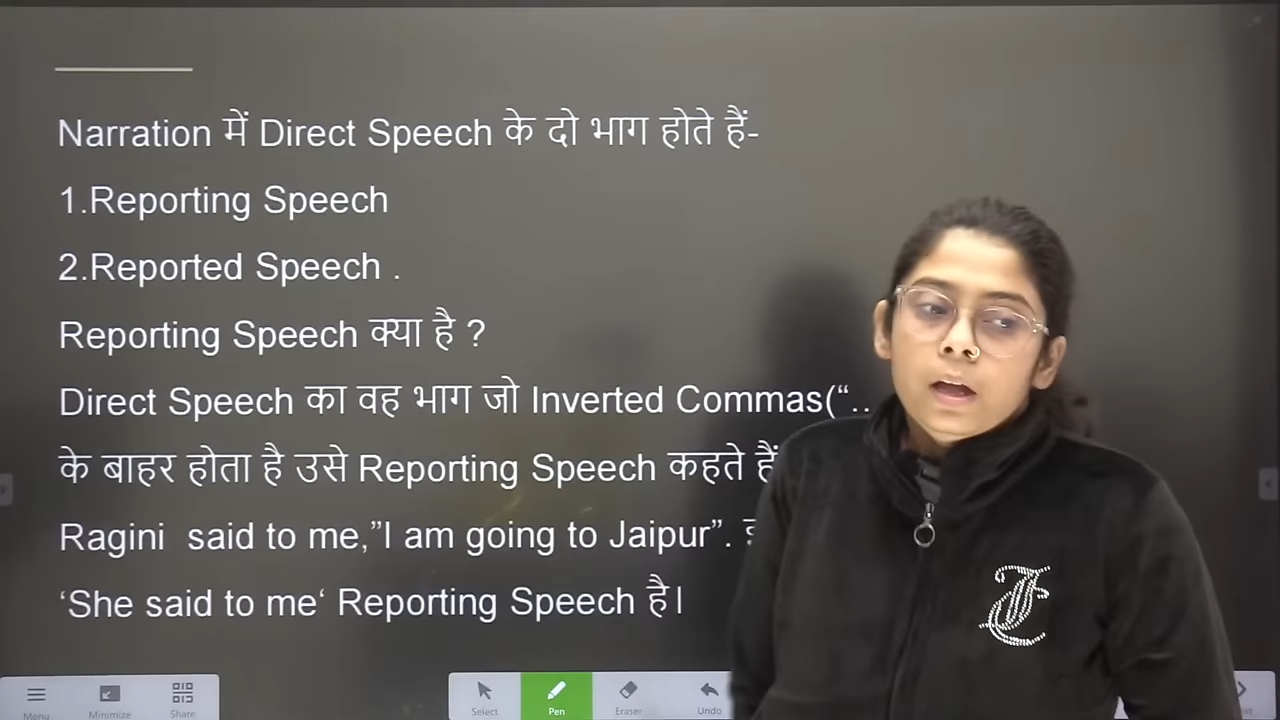 Narration में Direct Speech के दो भाग होते हैं-
1.Reporting Speech
2.Reported Speech .
Reporting Speech क्या है ?
Direct Speech का वह भाग जो Inverted Commas(“..
के बाहर होता है उसे Reporting Speech कहते हैं
Ragini said to me,”I am going to Jaipur”.
‘She said to me‘ Reporting Speech है।
Menu Minimize Share Select Pen Eraser Undo